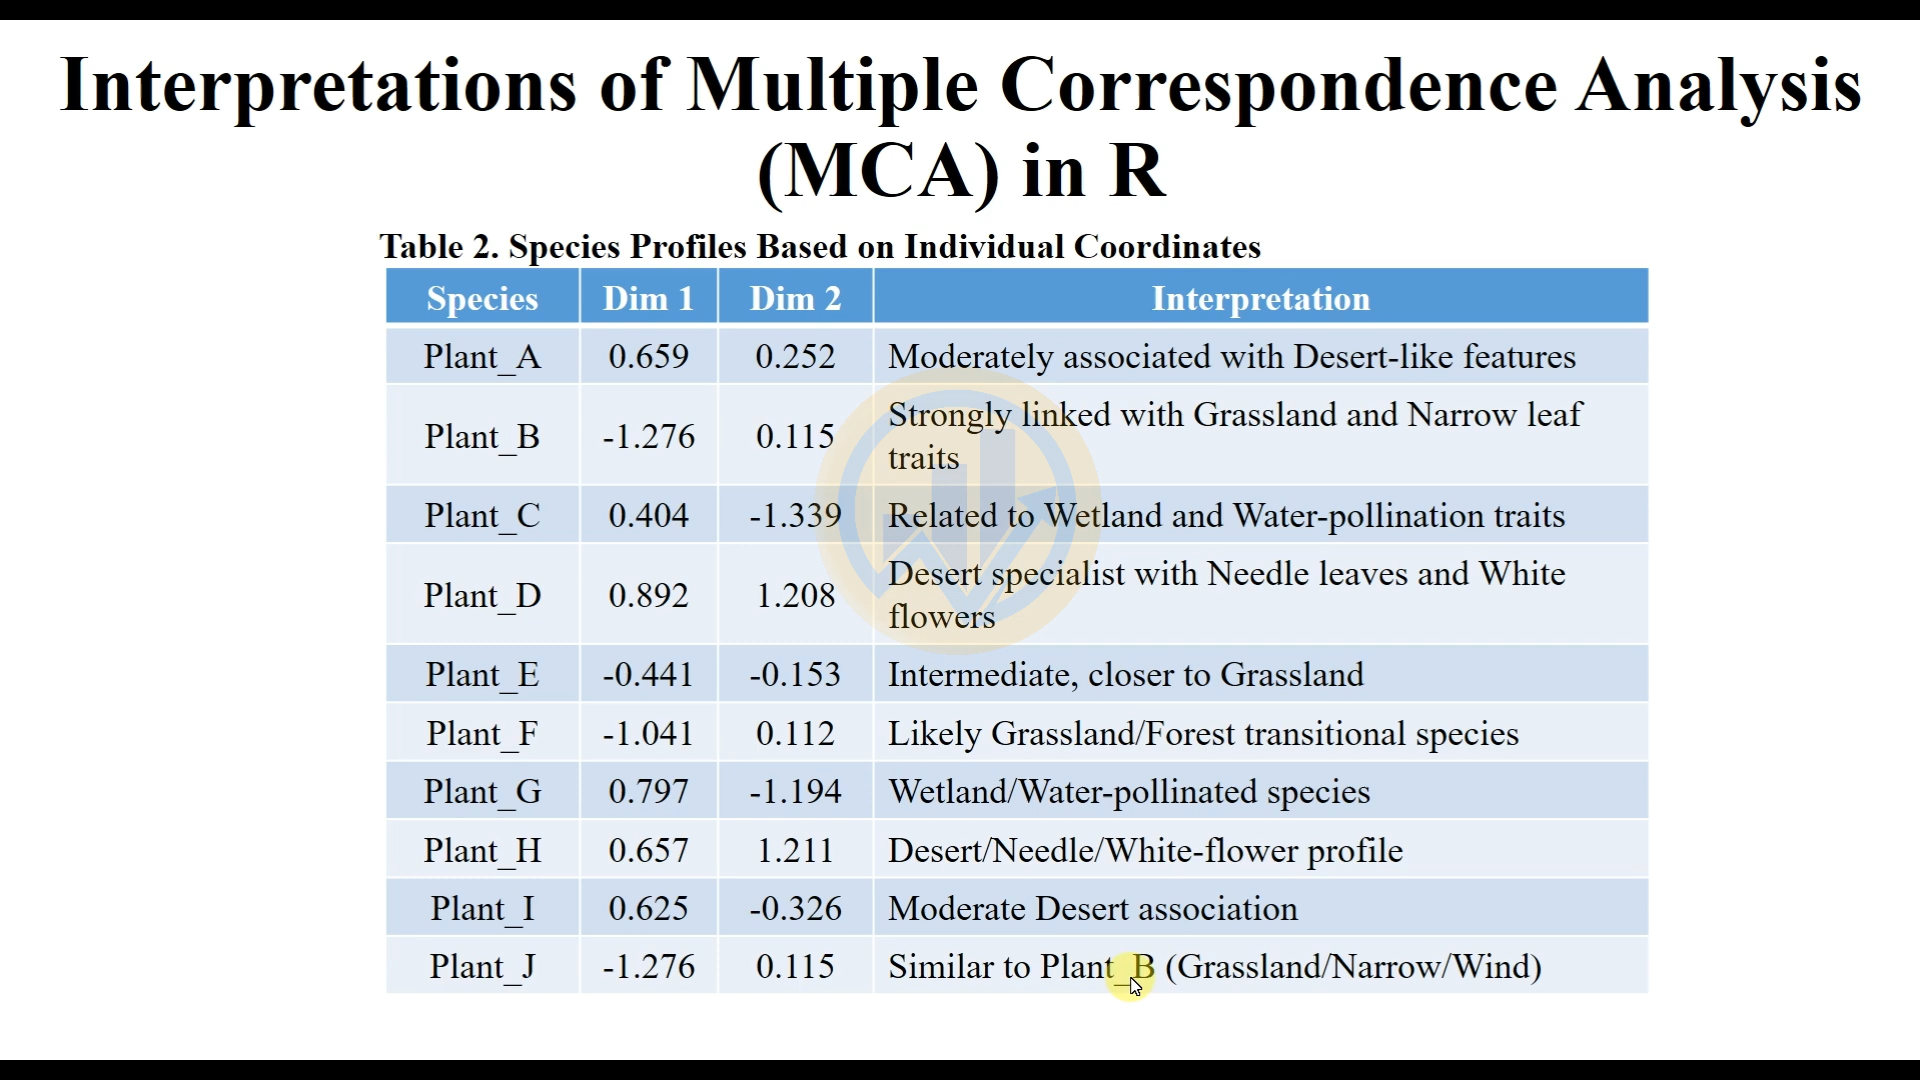 Interpretations of Multiple Correspondence Analysis
(MCA) in R
Table 2. Species Profiles Based on Individual Coordinates
Species Dim 1 Dim 2 Interpretation
Plant_A 0.659 0.252 Moderately associated with Desert-like features
Plant_B -1.276 0.115 Strongly linked with Grassland and Narrow leaf
traits
Plant_C 0.404 -1.339 Related to Wetland and Water-pollination traits
Plant_D 0.892 1.208 Desert specialist with Needle leaves and White
flowers
Plant_E -0.441 -0.153 Intermediate, closer to Grassland
Plant_F -1.041 0.112 Likely Grassland/Forest transitional species
Plant_G 0.797 -1.194 Wetland/Water-pollinated species
Plant_H 0.657 1.211 Desert/Needle/White-flower profile
Plant_I 0.625 -0.326 Moderate Desert association
Plant_J -1.276 0.115 Similar to Plant_B (Grassland/Narrow/Wind)